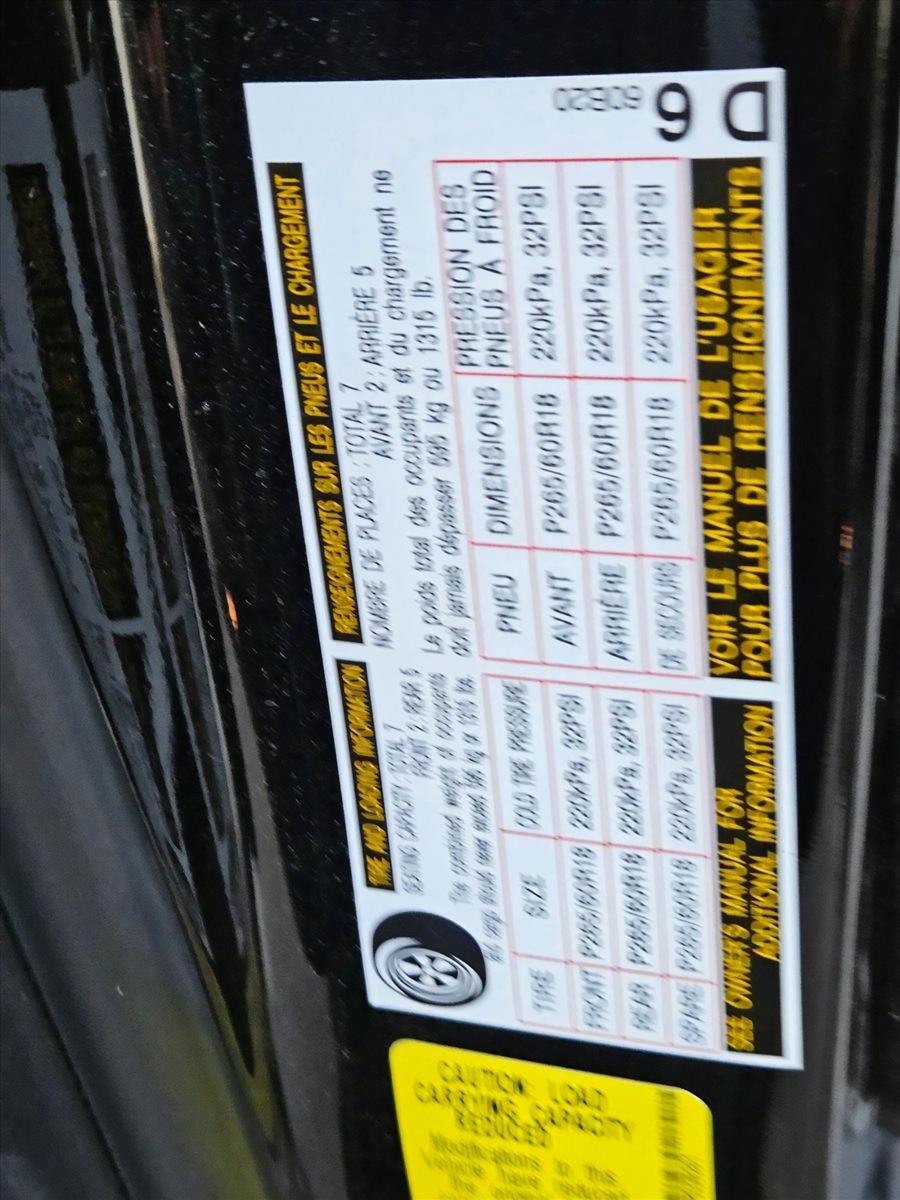 TIRE AND LOADING INFORMATION
SEATING CAPACITY : TOTAL 7
FRONT 2 : REAR 5
The combined weight of occupants
and cargo should never exceed 595 kg or 1315 lbs.
TIRE SIZE COLD TIRE PRESSURE
FRONT P265/60R18 220kPa, 32PSI
REAR P265/60R18 220kPa, 32PSI
SPARE P265/60R18 220kPa, 32PSI
SEE OWNER'S MANUAL FOR
ADDITIONAL INFORMATION
RENSEIGNEMENTS SUR LES PNEUS ET LE CHARGEMENT
NOMBRE DE PLACES : TOTAL 7
AVANT 2 : ARRIÈRE 5
Le poids total des occupants et du chargement ne
doit jamais dépasser 595 kg ou 1315 lb.
PNEU DIMENSIONS PRESSION DES
PNEUS À FROID
AVANT P265/60R18 220kPa, 32PSI
ARRIÈRE P265/60R18 220kPa, 32PSI
DE SECOURS P265/60R18 220kPa, 32PSI
VOIR LE MANUEL DE L'USAGER
POUR PLUS DE RENSEIGNEMENTS
60B20
6
D
CAUTION: LOAD
CARRYING CAPACITY
REDUCED
Modifications to this
vehicle have reduced
the